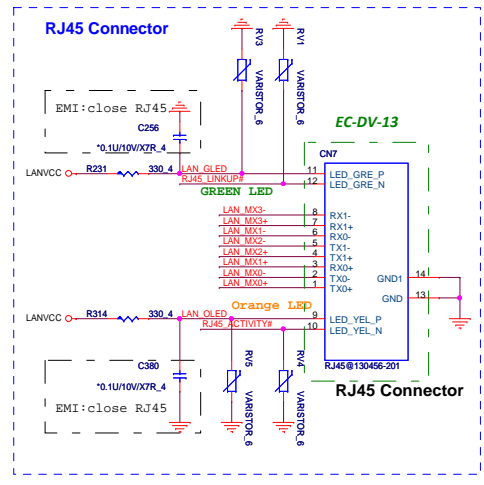 RJ45 Connector
RV3
VARISTOR_6
RV1
VARISTOR_6
EMI:close RJ45
C256
*0.1U/10V/X7R_4
EC-DV-13
CN7
LANVCC
R231
330_4
LAN_GLED
11
LED_GRE_P
RJ45_LINKUP#
12
LED_GRE_N
GREEN LED
LAN_MX3-
8
RX1-
LAN_MX3+
7
RX1+
LAN_MX1-
6
RX0-
LAN_MX2-
5
TX1-
LAN_MX2+
4
TX1+
LAN_MX1+
3
RX0+
LAN_MX0-
2
TX0-
LAN_MX0+
1
TX0+
GND1
14
GND
13
Orange LED
LANVCC
R314
330_4
LAN_OLED
9
LED_YEL_P
RJ45_ACTIVITY#
10
LED_YEL_N
C380
*0.1U/10V/X7R_4
EMI:close RJ45
RV5
VARISTOR_6
RV4
VARISTOR_6
RJ45@130456-201
RJ45 Connector